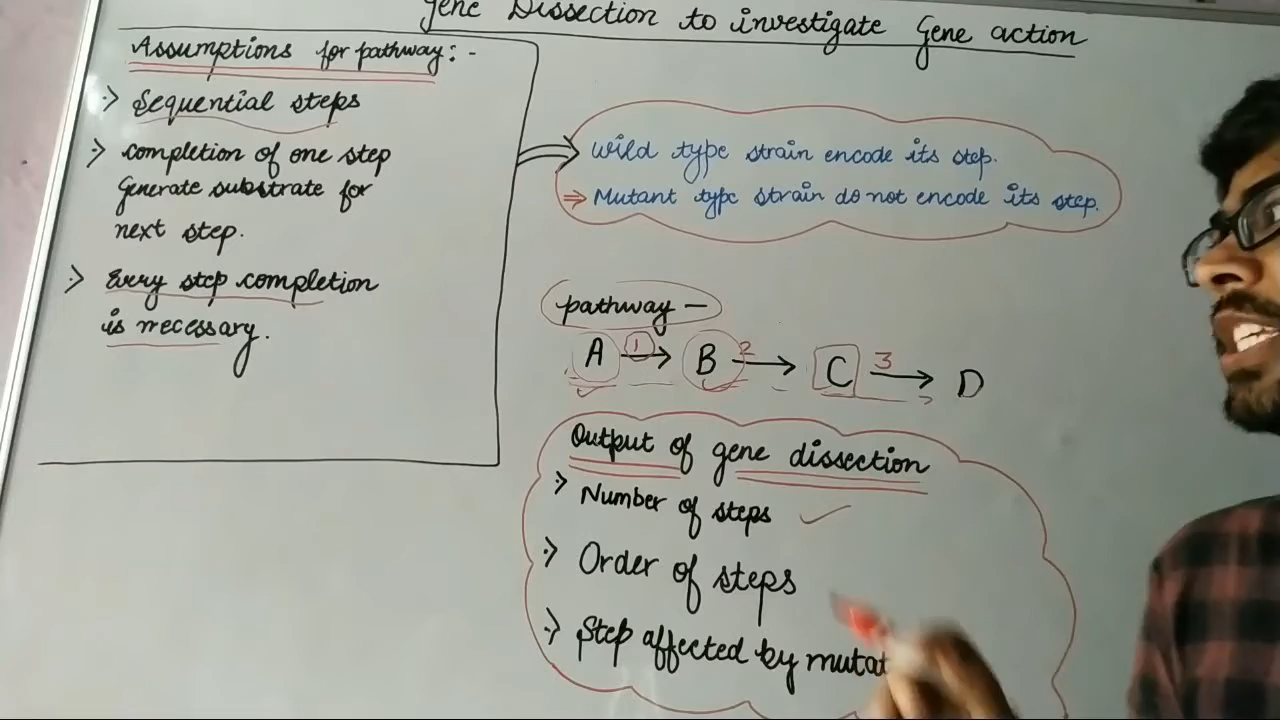 Gene Dissection to investigate Gene action
Assumptions for pathway: -
Sequential steps
completion of one step
Generate substrate for
next step.
Every step completion
is necessary.
Wild type strain encode its step.
⇒ Mutant type strain do not encode its step.
pathway —
A 1→ B 2→ C 3→ D
Output of gene dissection
Number of steps ✓
Order of steps
Step affected by mutat